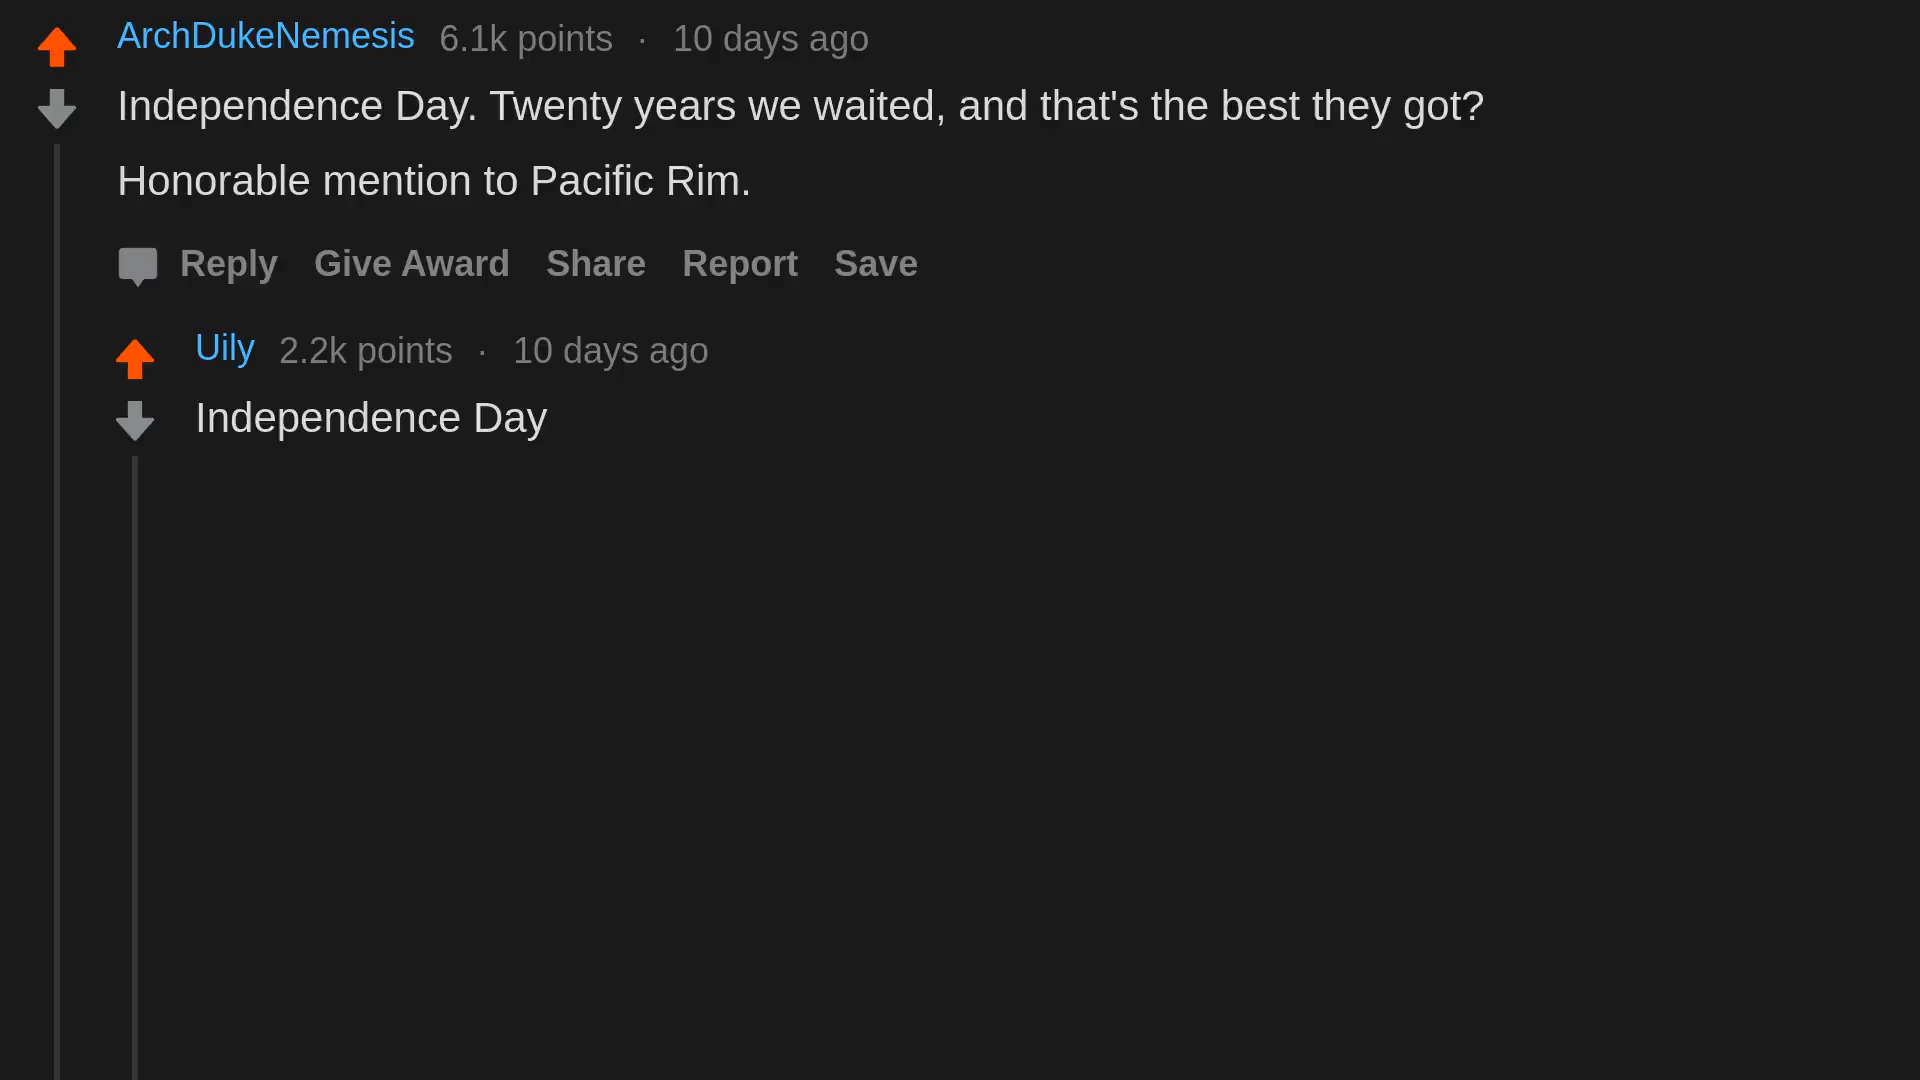 ArchDukeNemesis 6.1k points · 10 days ago
Independence Day. Twenty years we waited, and that's the best they got?
Honorable mention to Pacific Rim.
Reply Give Award Share Report Save
Uily 2.2k points · 10 days ago
Independence Day